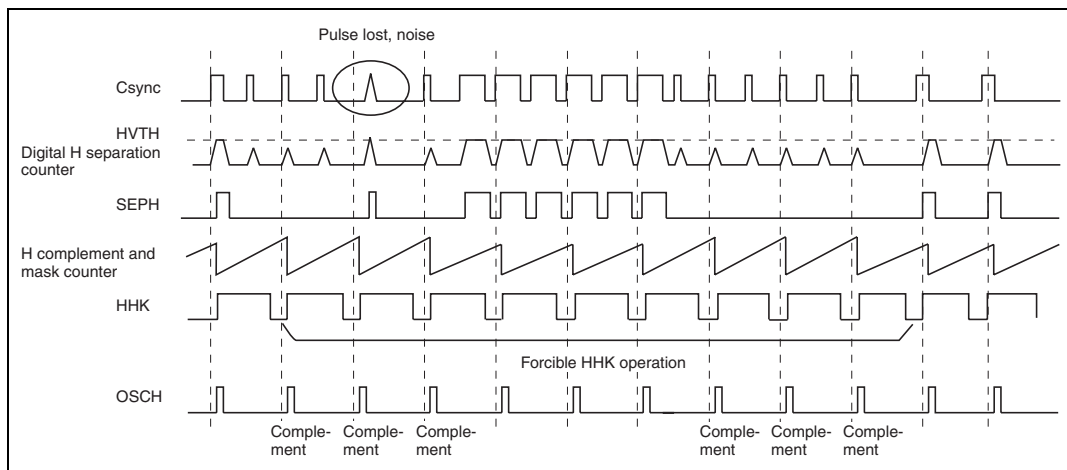 Pulse lost, noise
Csync
HVTH
Digital H separation
counter
SEPH
H complement and
mask counter
HHK
Forcible HHK operation
OSCH
Comple-
ment
Comple-
ment
Comple-
ment
Comple-
ment
Comple-
ment
Comple-
ment